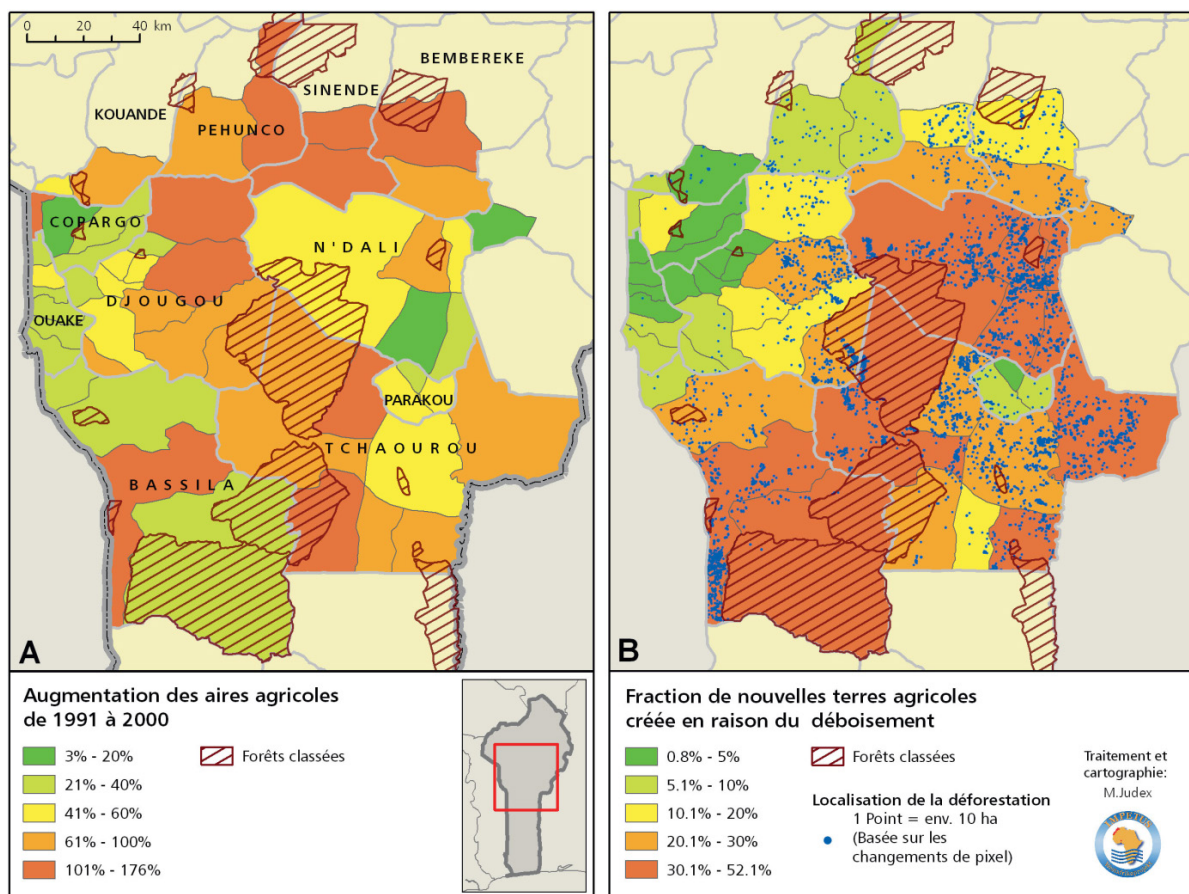 0 20 40 km
BEMBEREKE
SINENDE
KOUANDE
PEHUNCO
COPARGO
N'DALI
DJOUGOU
OUAKE
PARAKOU
TCHAOUROU
BASSILA
A
B
Augmentation des aires agricoles
de 1991 à 2000
3% - 20%
21% - 40%
41% - 60%
61% - 100%
101% - 176%
Forêts classées
Fraction de nouvelles terres agricoles
créée en raison du déboisement
0.8% - 5%
5.1% - 10%
10.1% - 20%
20.1% - 30%
30.1% - 52.1%
Forêts classées
Localisation de la déforestation
1 Point = env. 10 ha
(Basée sur les
changements de pixel)
Traitement et
cartographie:
M.Judex
IMPETUS